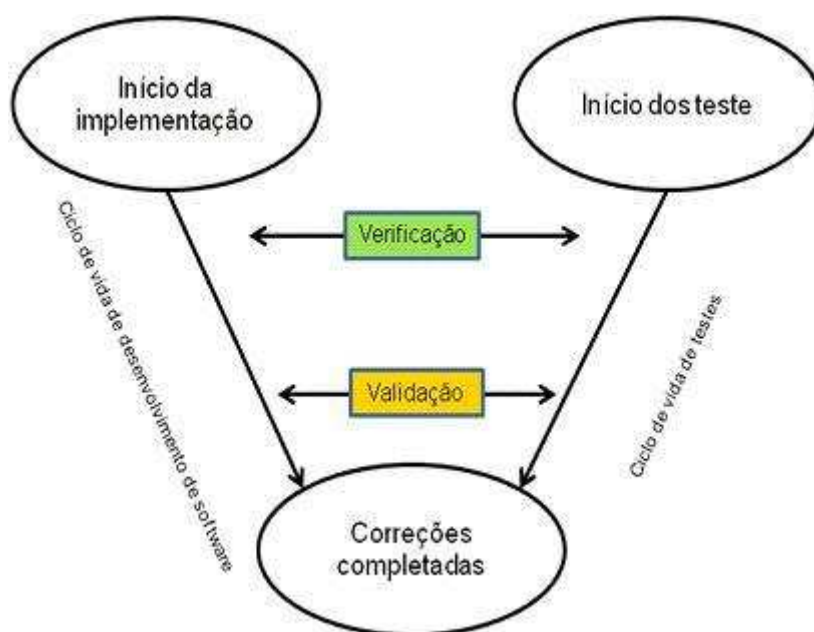 Início da
implementação
Início dos teste
Ciclo de vida de desenvolvimento de software
Verificação
Ciclo de vida de testes
Validação
Correções
completadas